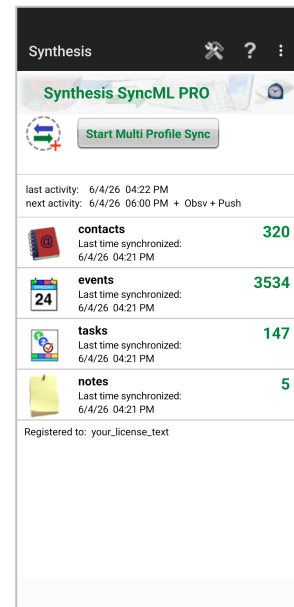 Synthesis
?
Synthesis SyncML PRO
Start Multi Profile Sync
last activity: 6/4/26 04:22 PM
next activity: 6/4/26 06:00 PM + Obsv + Push
contacts
320
Last time synchronized:
6/4/26 04:21 PM
events
3534
Last time synchronized:
24
6/4/26 04:21 PM
tasks
147
Last time synchronized:
6/4/26 04:21 PM
notes
5
Last time synchronized:
6/4/26 04:21 PM
Registered to: your_license_text